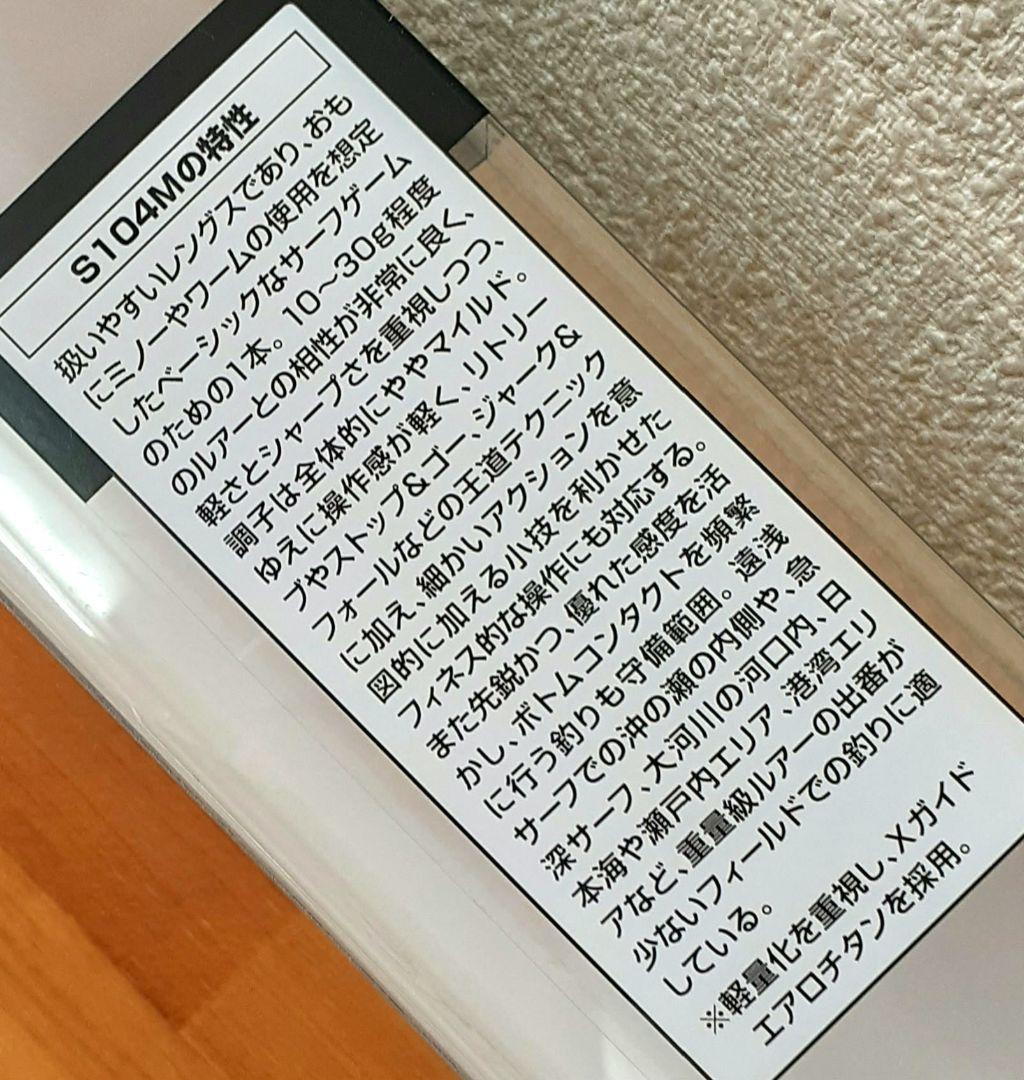 S104Mの特性
扱いやすいレングスであり、おも
にミノーやワームの使用を想定
したベーシックなサーフゲーム
のための1本。10～30g程度
のルアーとの相性が非常に良く、
軽さとシャープさを重視しつつ、
調子は全体的にややマイルド。
ゆえに操作感が軽く、リトリー
ブやストップ&ゴー、ジャーク&
フォールなどの王道テクニック
に加え、細かいアクションを意
図的に加える小技を利かせた
フィネス的な操作にも対応する。
また先鋭かつ、優れた感度を活
かし、ボトムコンタクトを頻繁
に行う釣りも守備範囲。遠浅
サーフでの沖の瀬の内側や、急
深サーフ、大河川の河口内、日
本海や瀬戸内エリア、港湾エリ
アなど、重量級ルアーの出番が
少ないフィールドでの釣りに適
している。
※軽量化を重視し、Xガイド
エアロチタンを採用。